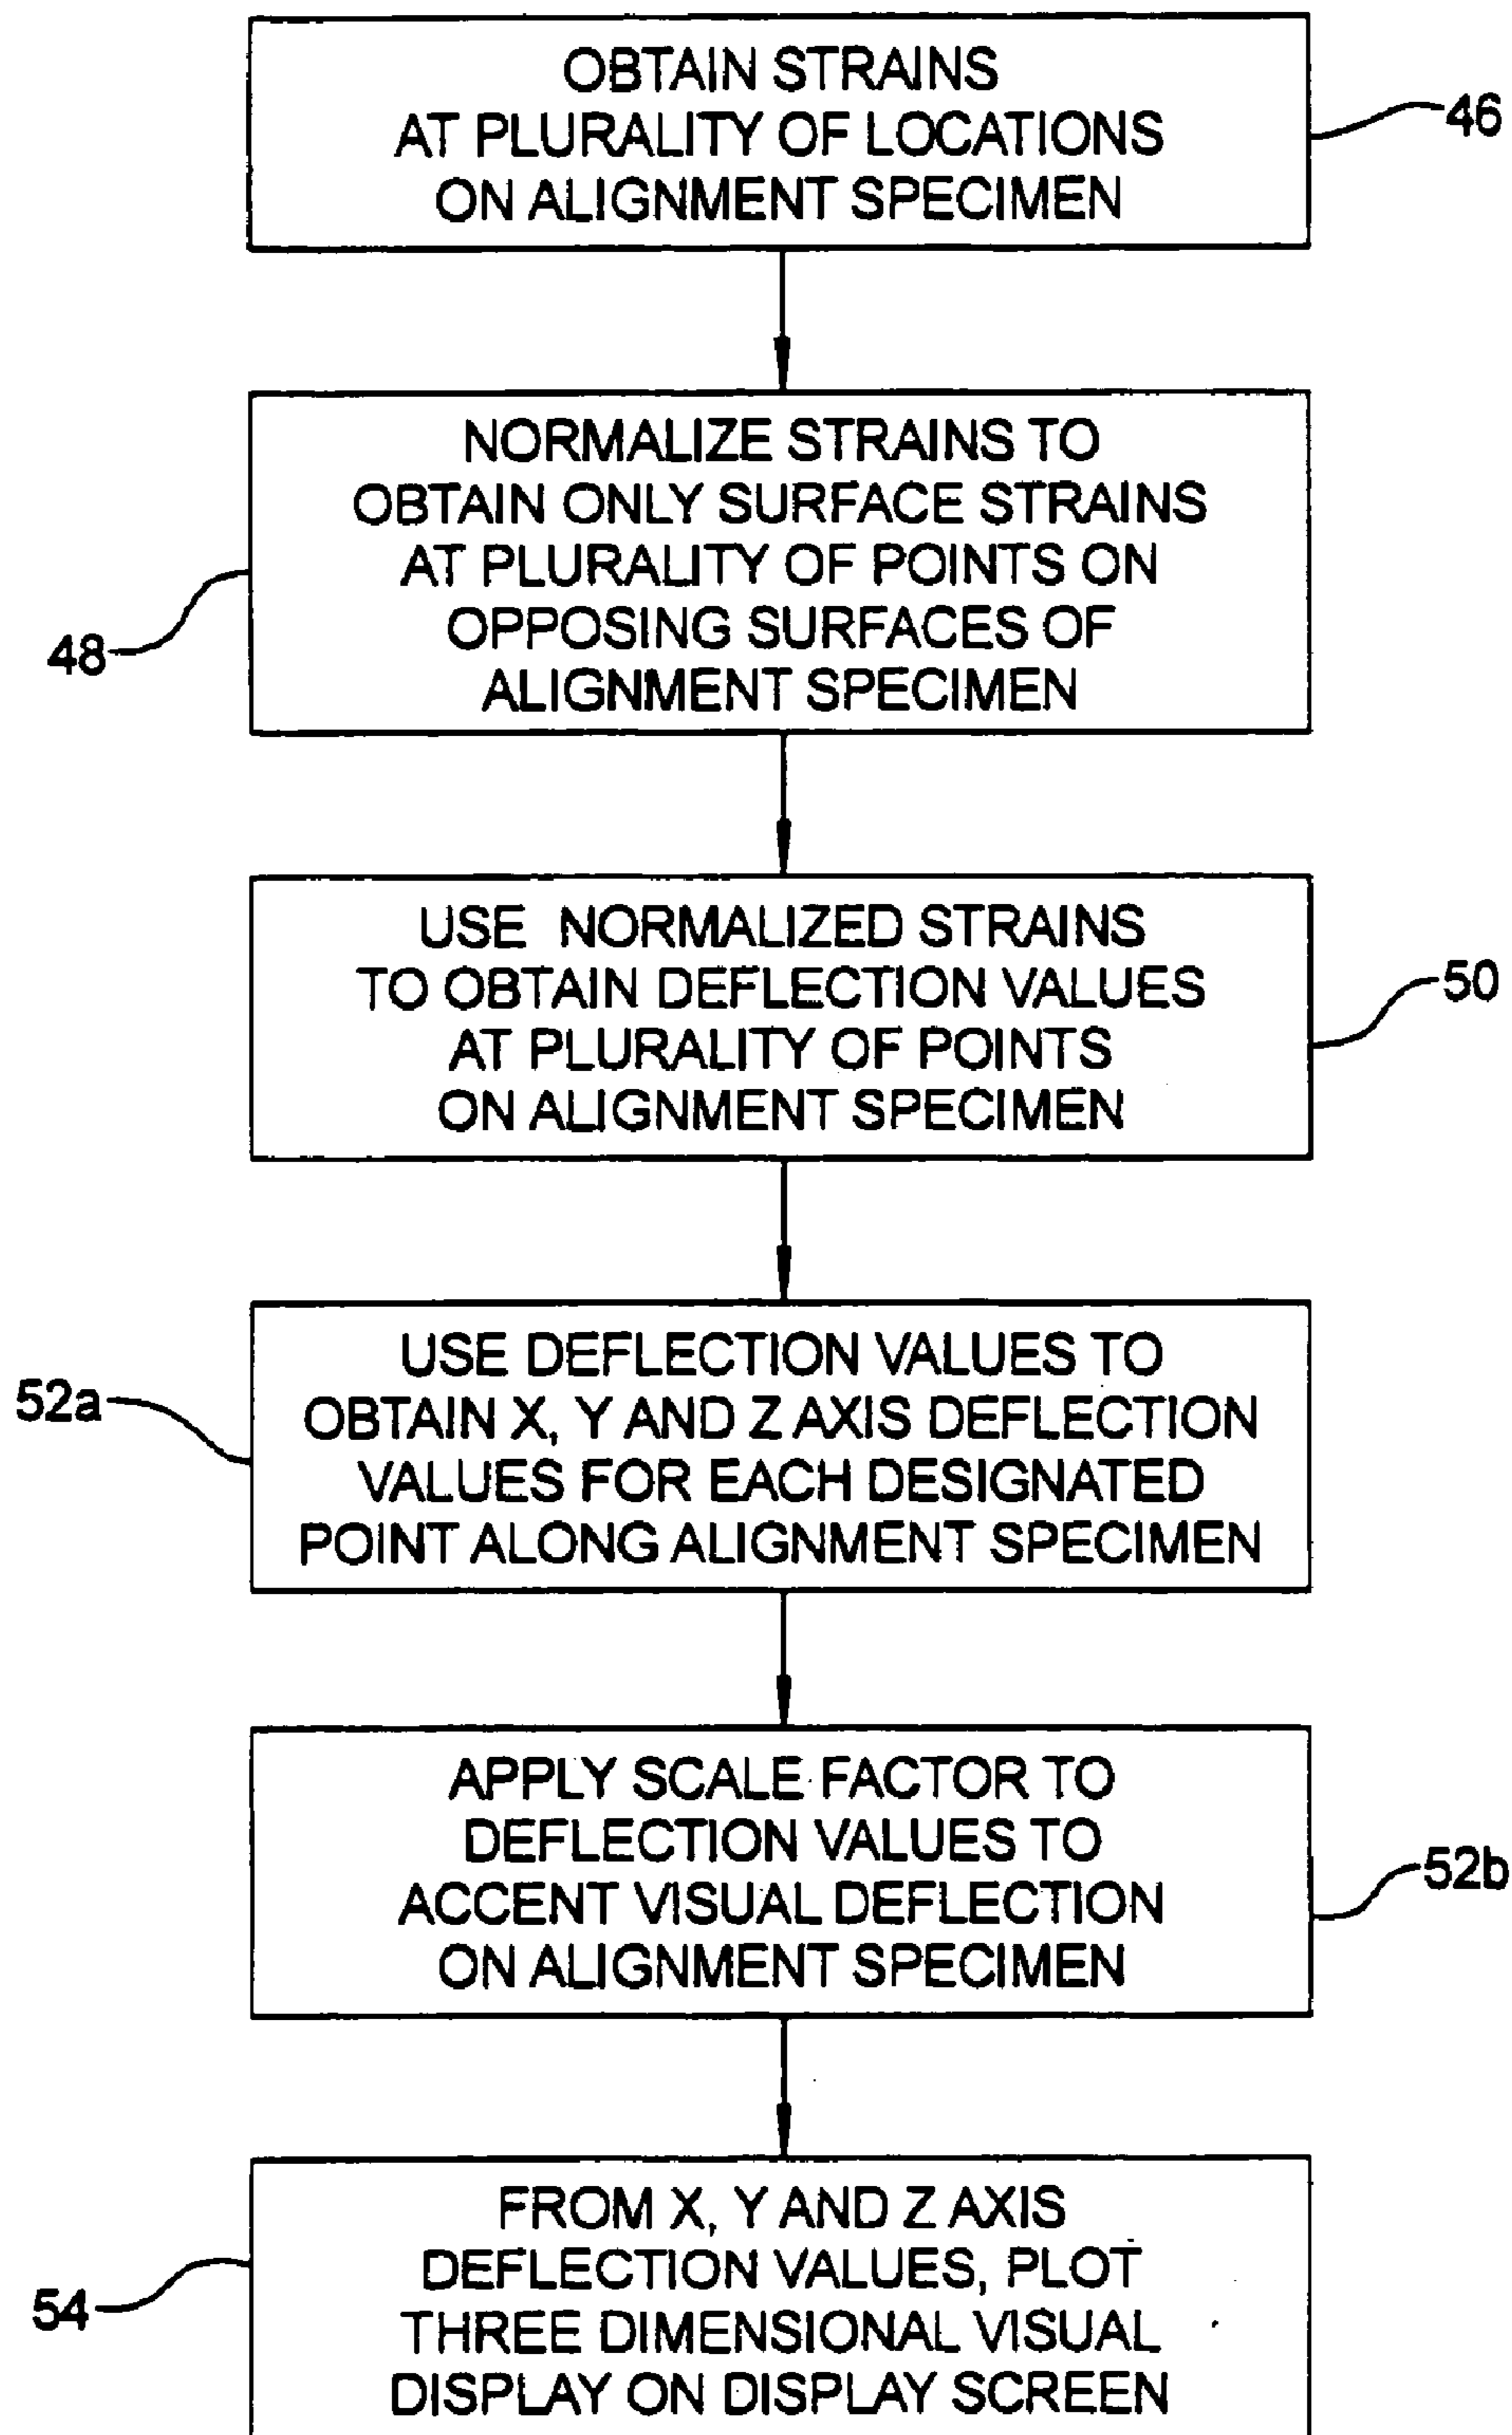 OBTAIN STRAINS
AT PLURALITY OF LOCATIONS
ON ALIGNMENT SPECIMEN
46
NORMALIZE STRAINS TO
OBTAIN ONLY SURFACE STRAINS
AT PLURALITY OF POINTS ON
OPPOSING SURFACES OF
ALIGNMENT SPECIMEN
48
USE NORMALIZED STRAINS
TO OBTAIN DEFLECTION VALUES
AT PLURALITY OF POINTS
ON ALIGNMENT SPECIMEN
50
USE DEFLECTION VALUES TO
OBTAIN X, Y AND Z AXIS DEFLECTION
VALUES FOR EACH DESIGNATED
POINT ALONG ALIGNMENT SPECIMEN
52a
APPLY SCALE FACTOR TO
DEFLECTION VALUES TO
ACCENT VISUAL DEFLECTION
ON ALIGNMENT SPECIMEN
52b
FROM X, Y AND Z AXIS
DEFLECTION VALUES, PLOT
THREE DIMENSIONAL VISUAL
DISPLAY ON DISPLAY SCREEN
54